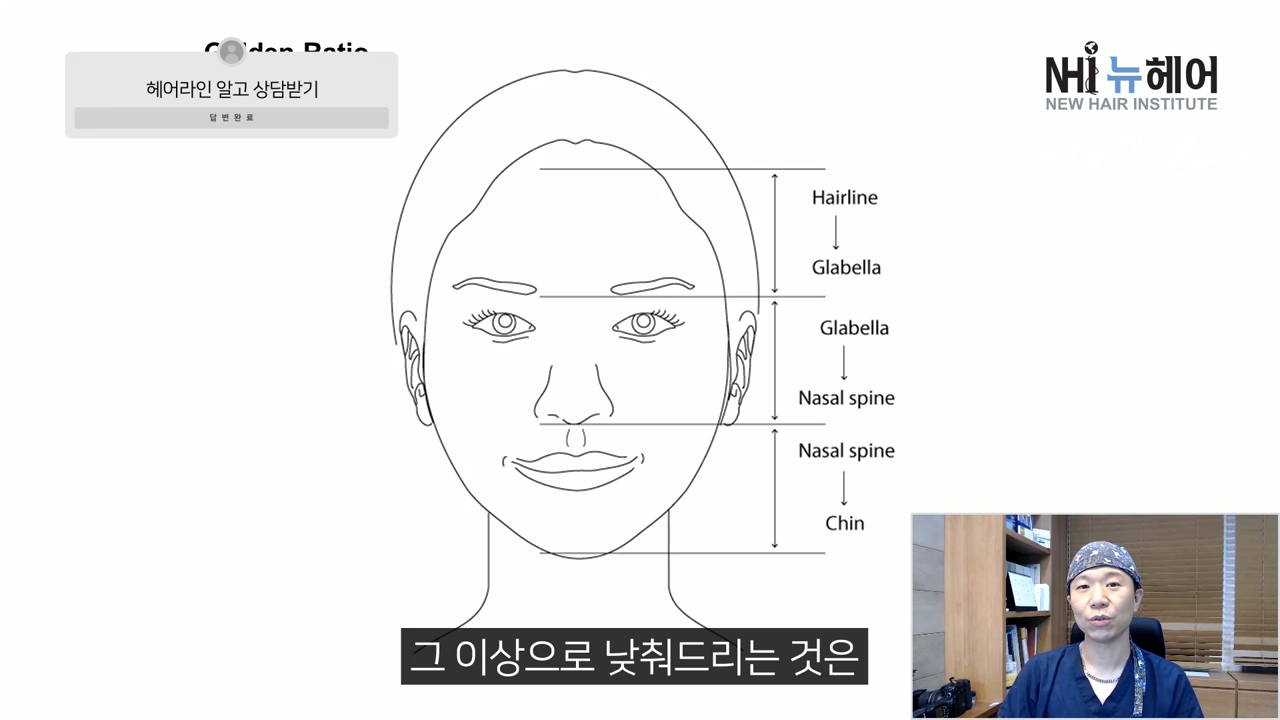 헤어라인 알고 상담받기
답변완료
NHI 뉴헤어
NEW HAIR INSTITUTE
Hairline
Glabella
Glabella
Nasal spine
Nasal spine
Chin
그 이상으로 낮춰드리는 것은